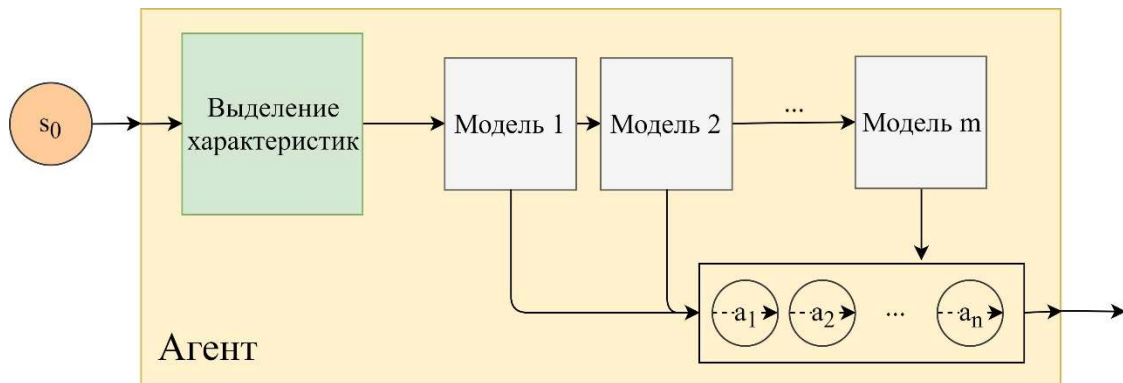 s0
Выделение
характеристик
Модель 1
Модель 2
...
Модель m
a1
a2
...
an
Агент